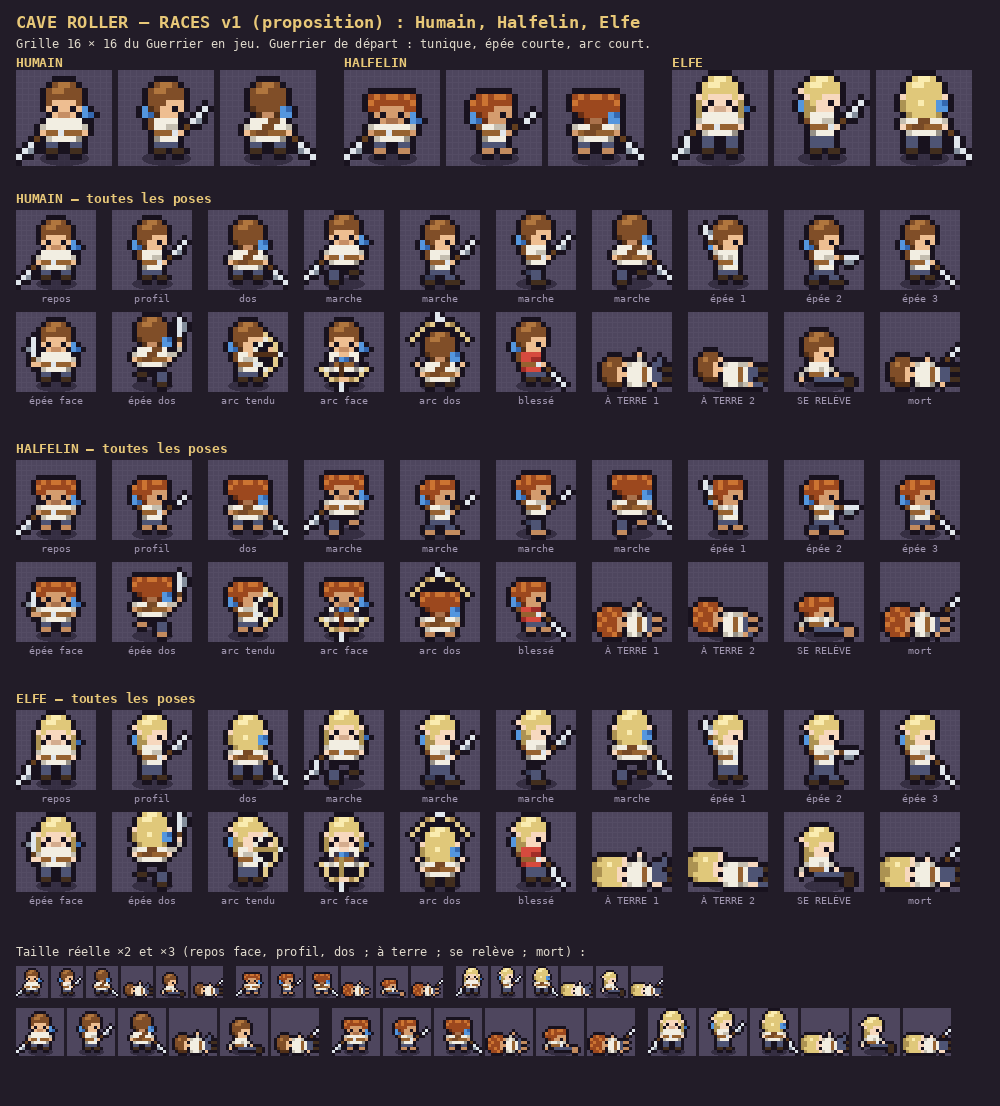 CAVE ROLLER — RACES v1 (proposition) : Humain, Halfelin, Elfe
Grille 16 × 16 du Guerrier en jeu. Guerrier de départ : tunique, épée courte, arc court.
HUMAIN HALFELIN ELFE
HUMAIN — toutes les poses
repos profil dos marche marche marche marche épée 1 épée 2 épée 3
épée face épée dos arc tendu arc face arc dos blessé À TERRE 1 À TERRE 2 SE RELÈVE mort
HALFELIN — toutes les poses
repos profil dos marche marche marche marche épée 1 épée 2 épée 3
épée face épée dos arc tendu arc face arc dos blessé À TERRE 1 À TERRE 2 SE RELÈVE mort
ELFE — toutes les poses
repos profil dos marche marche marche marche épée 1 épée 2 épée 3
épée face épée dos arc tendu arc face arc dos blessé À TERRE 1 À TERRE 2 SE RELÈVE mort
Taille réelle ×2 et ×3 (repos face, profil, dos ; à terre ; se relève ; mort) :